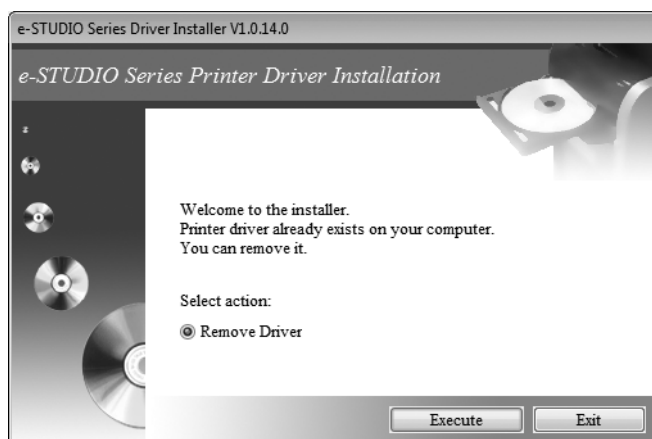 e-STUDIO Series Driver Installer V1.0.14.0
e-STUDIO Series Printer Driver Installation
Welcome to the installer.
Printer driver already exists on your computer.
You can remove it.
Select action:
Remove Driver
Execute
Exit